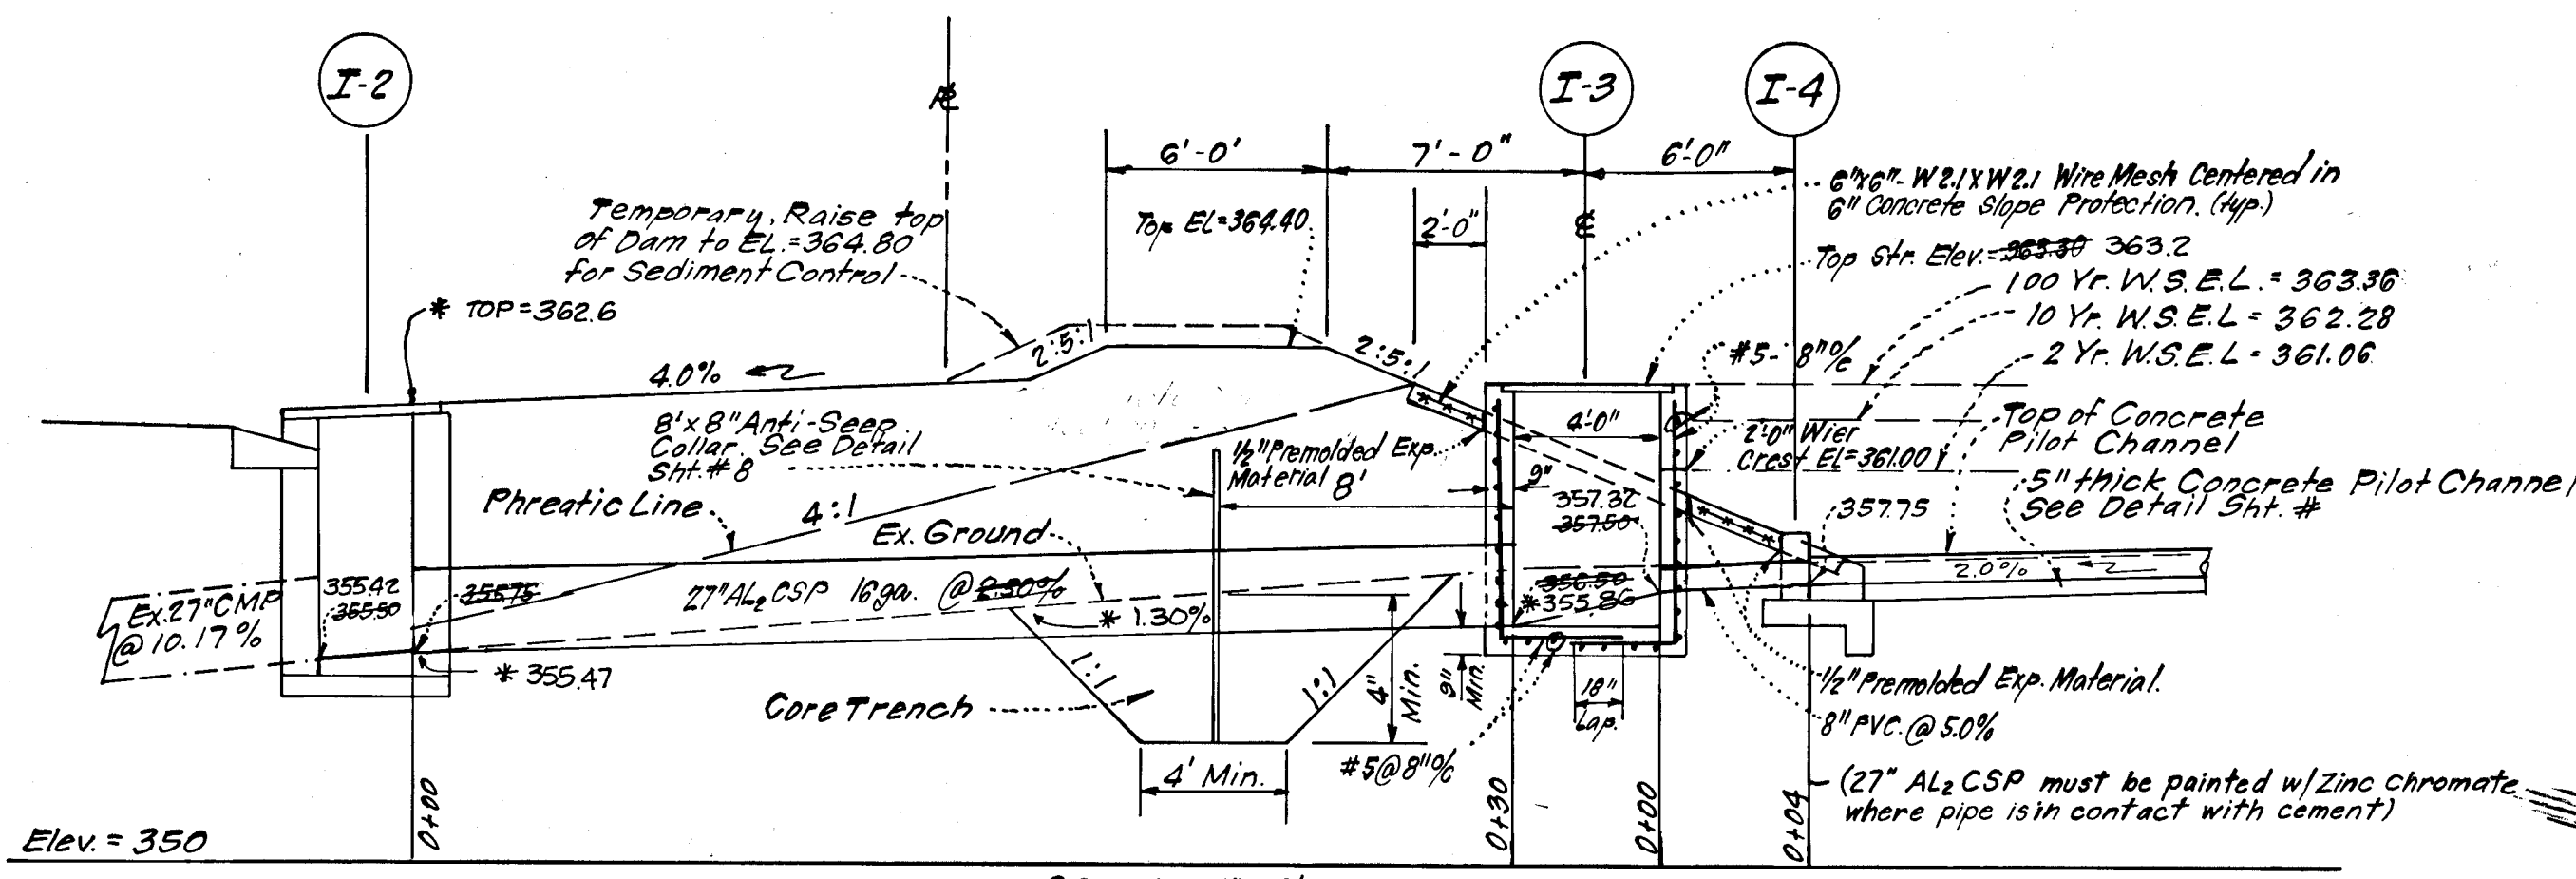 I-2
I-3
I-4
6'-0'
7'-0"
6'-0"
2'-0"
Temporary, Raise top
of Dam to EL.=364.80
for Sediment Control
* TOP=362.6
Top EL=364.40
6"x6"-W2.1XW2.1 Wire Mesh Centered in
6" Concrete Slope Protection. (typ.)
Top Str. Elev.=363.30 363.2
100 Yr. W.S.E.L. = 363.36
10 Yr. W.S.E.L = 362.28
2 Yr. W.S.E.L = 361.06
#5- 8"o/c
2:5:1
2:5:1
4.0%
8'x8" Anti-Seep
Collar. See Detail
Sht. # 8
1/2" Premolded Exp.
Material
8'
4'-0"
9"
2'-0" Wier
Crest EL=361.00
Top of Concrete
Pilot Channel
5" thick Concrete Pilot Channel
See Detail Sht. #
Phreatic Line
4:1
Ex. Ground
357.32
357.50
357.75
2.0%
Ex. 27" CMP
@ 10.17%
355.42
355.50
355.75
27" AL2 CSP 16ga. @ 2.50%
* 1.30%
356.50
*355.86
* 355.47
1:1
1:1
Core Trench
4" Min.
9" Min.
18"
Lap.
1/2" Premolded Exp. Material.
8" PVC. @ 5.0%
#5@8"o/c
4' Min.
(27" AL2 CSP must be painted w/ Zinc Chromate
where pipe is in contact with cement)
0+00
0+30
0+00
0+04
Elev. = 350